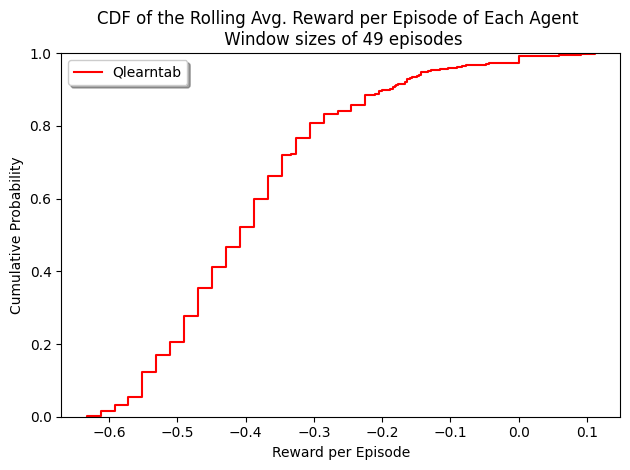 CDF of the Rolling Avg. Reward per Episode of Each Agent
Window sizes of 49 episodes
Qlearntab
Cumulative Probability
1.0
0.8
0.6
0.4
0.2
0.0
−0.6 −0.5 −0.4 −0.3 −0.2 −0.1 0.0 0.1
Reward per Episode